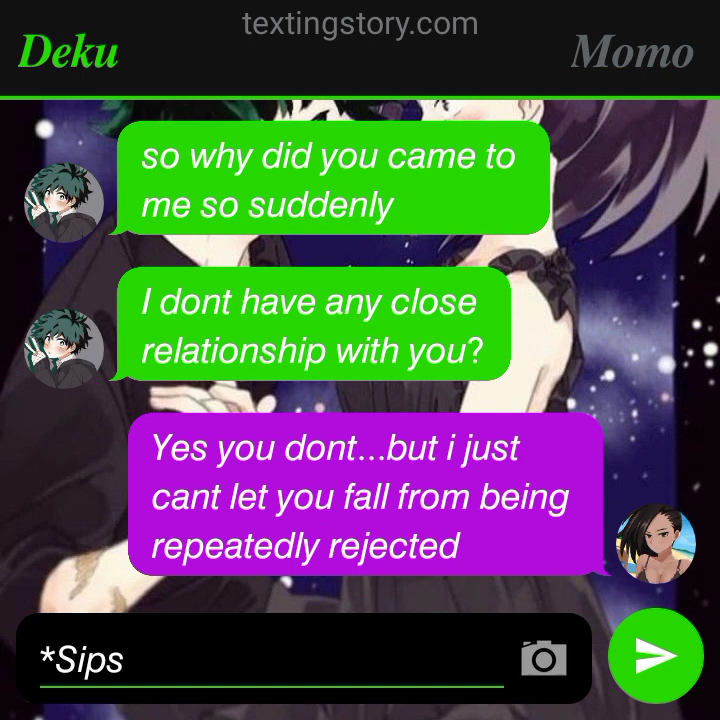 textingstory.com
Deku
Momo
so why did you came to
me so suddenly
I dont have any close
relationship with you?
Yes you dont...but i just
cant let you fall from being
repeatedly rejected
*Sips